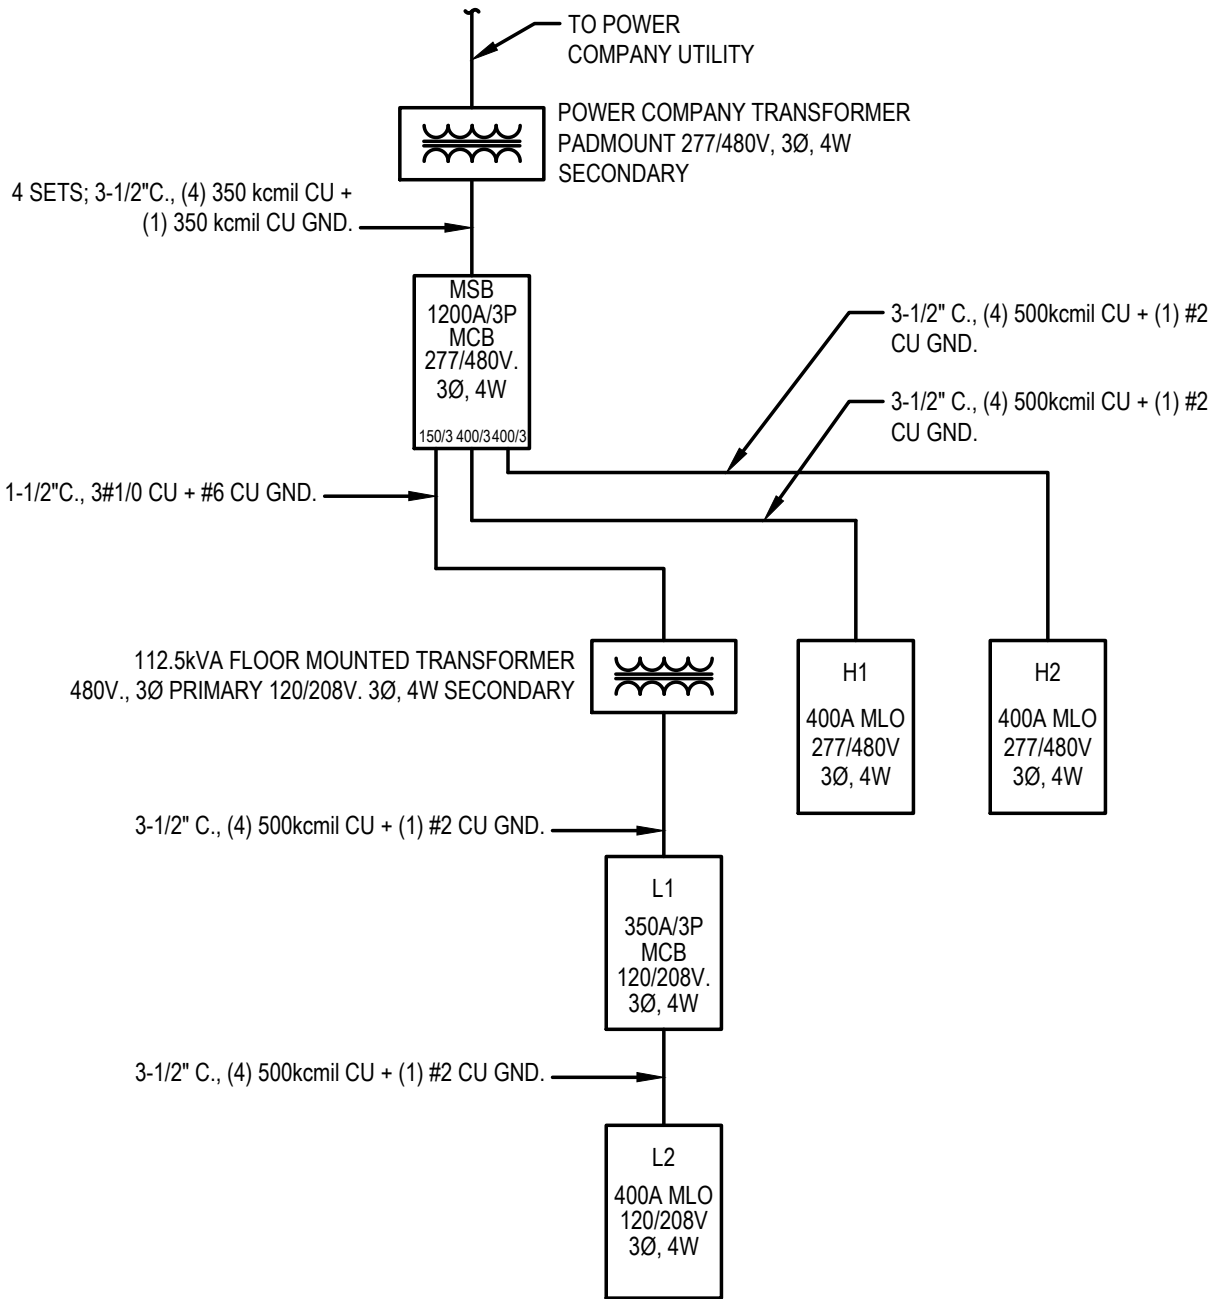 TO POWER
COMPANY UTILITY
POWER COMPANY TRANSFORMER
PADMOUNT 277/480V, 3Ø, 4W
SECONDARY
4 SETS; 3-1/2"C., (4) 350 kcmil CU +
(1) 350 kcmil CU GND.
MSB
1200A/3P
MCB
277/480V.
3Ø, 4W
150/3 400/3 400/3
3-1/2" C., (4) 500kcmil CU + (1) #2
CU GND.
3-1/2" C., (4) 500kcmil CU + (1) #2
CU GND.
1-1/2"C., 3#1/0 CU + #6 CU GND.
112.5kVA FLOOR MOUNTED TRANSFORMER
480V., 3Ø PRIMARY 120/208V. 3Ø, 4W SECONDARY
H1
400A MLO
277/480V
3Ø, 4W
H2
400A MLO
277/480V
3Ø, 4W
3-1/2" C., (4) 500kcmil CU + (1) #2 CU GND.
L1
350A/3P
MCB
120/208V.
3Ø, 4W
3-1/2" C., (4) 500kcmil CU + (1) #2 CU GND.
L2
400A MLO
120/208V
3Ø, 4W